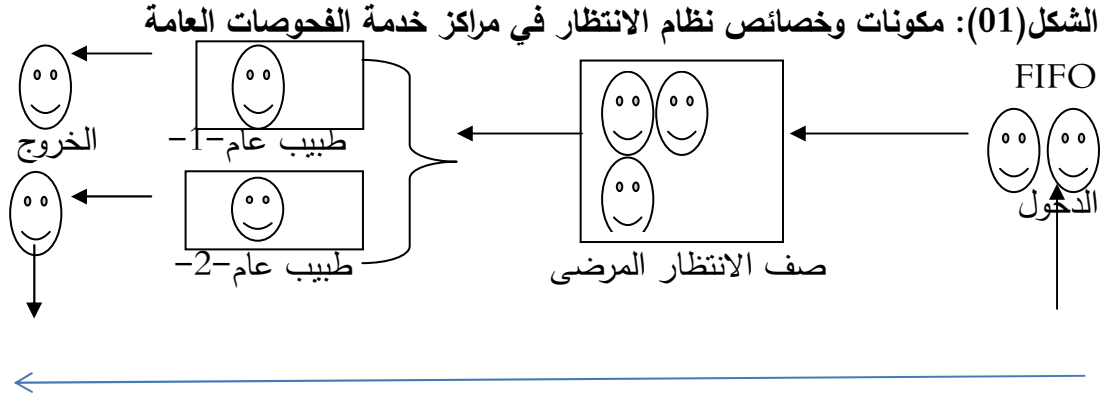 الشكل(01): مكونات وخصائص نظام الانتظار في مراكز خدمة الفحوصات العامة
FIFO
الدخول
صف الانتظار المرضى
طبيب عام-1-
الخروج
طبيب عام-2-